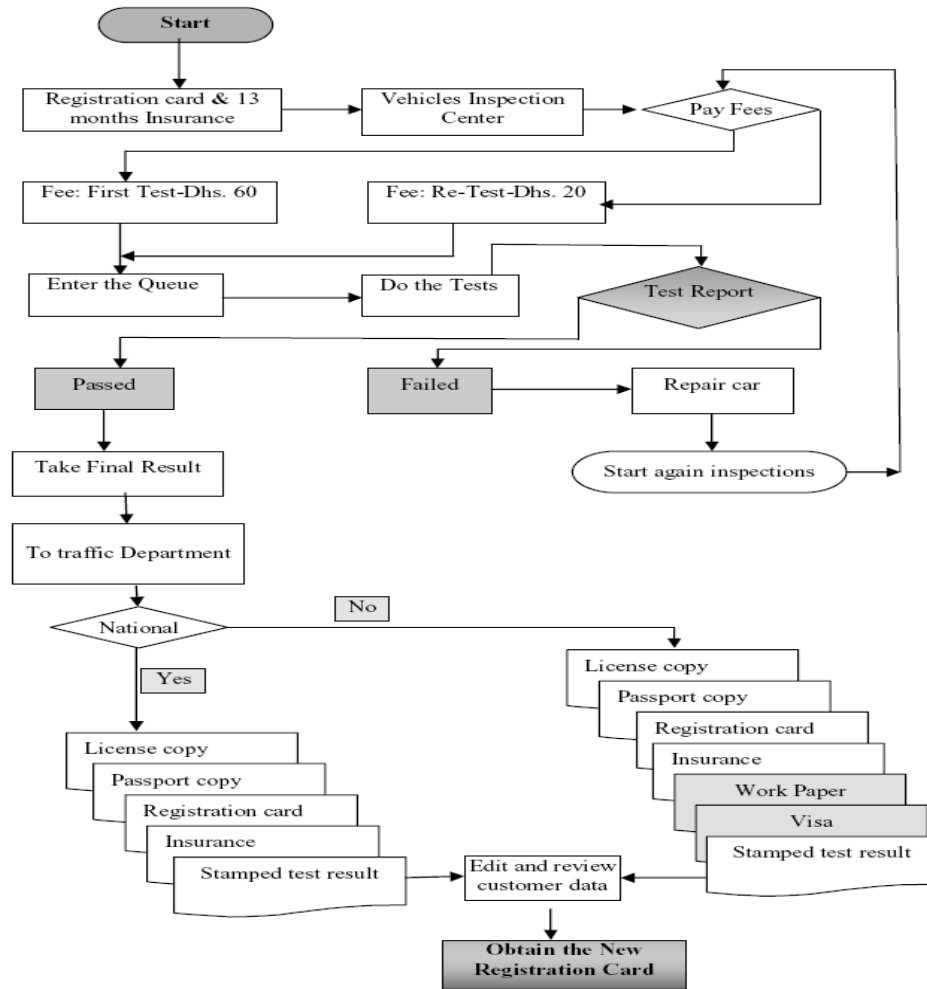 Start
Registration card & 13
months Insurance
Vehicles Inspection
Center
Pay Fees
Fee: First Test-Dhs. 60
Fee: Re-Test-Dhs. 20
Enter the Queue
Do the Tests
Test Report
Passed
Failed
Repair car
Take Final Result
Start again inspections
To traffic Department
National
No
Yes
License copy
Passport copy
Registration card
Insurance
Work Paper
Visa
Stamped test result
License copy
Passport copy
Registration card
Insurance
Stamped test result
Edit and review
customer data
Obtain the New
Registration Card